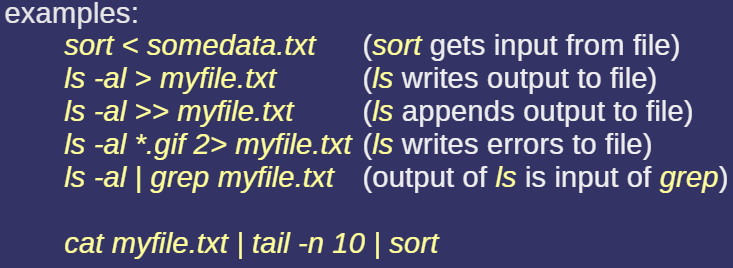 examples:
sort < somedata.txt (sort gets input from file)
ls -al > myfile.txt (ls writes output to file)
ls -al >> myfile.txt (ls appends output to file)
ls -al *.gif 2> myfile.txt (ls writes errors to file)
ls -al | grep myfile.txt (output of ls is input of grep)
cat myfile.txt | tail -n 10 | sort